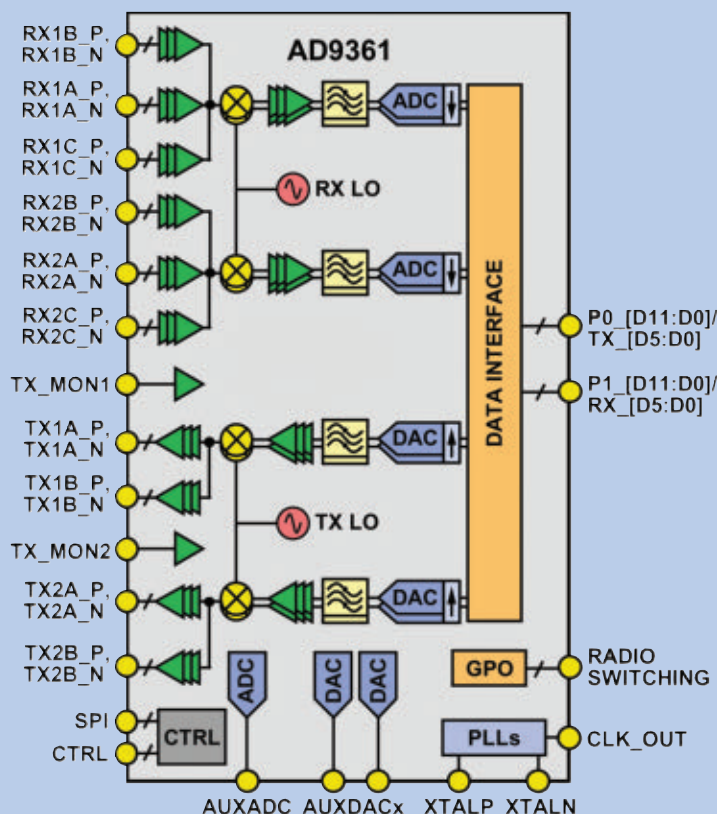 AD9361
RX1B_P,
RX1B_N
RX1A_P,
RX1A_N
RX1C_P,
RX1C_N
RX2B_P,
RX2B_N
RX2A_P,
RX2A_N
RX2C_P,
RX2C_N
TX_MON1
TX1A_P,
TX1A_N
TX1B_P,
TX1B_N
TX_MON2
TX2A_P,
TX2A_N
TX2B_P,
TX2B_N
SPI
CTRL
CTRL
ADC
RX LO
ADC
DAC
TX LO
DAC
DATA INTERFACE
P0_[D11:D0]/
TX_[D5:D0]
P1_[D11:D0]/
RX_[D5:D0]
ADC
DAC
DAC
GPO
RADIO
SWITCHING
PLLs
CLK_OUT
AUXADC
AUXDACx
XTALP
XTALN